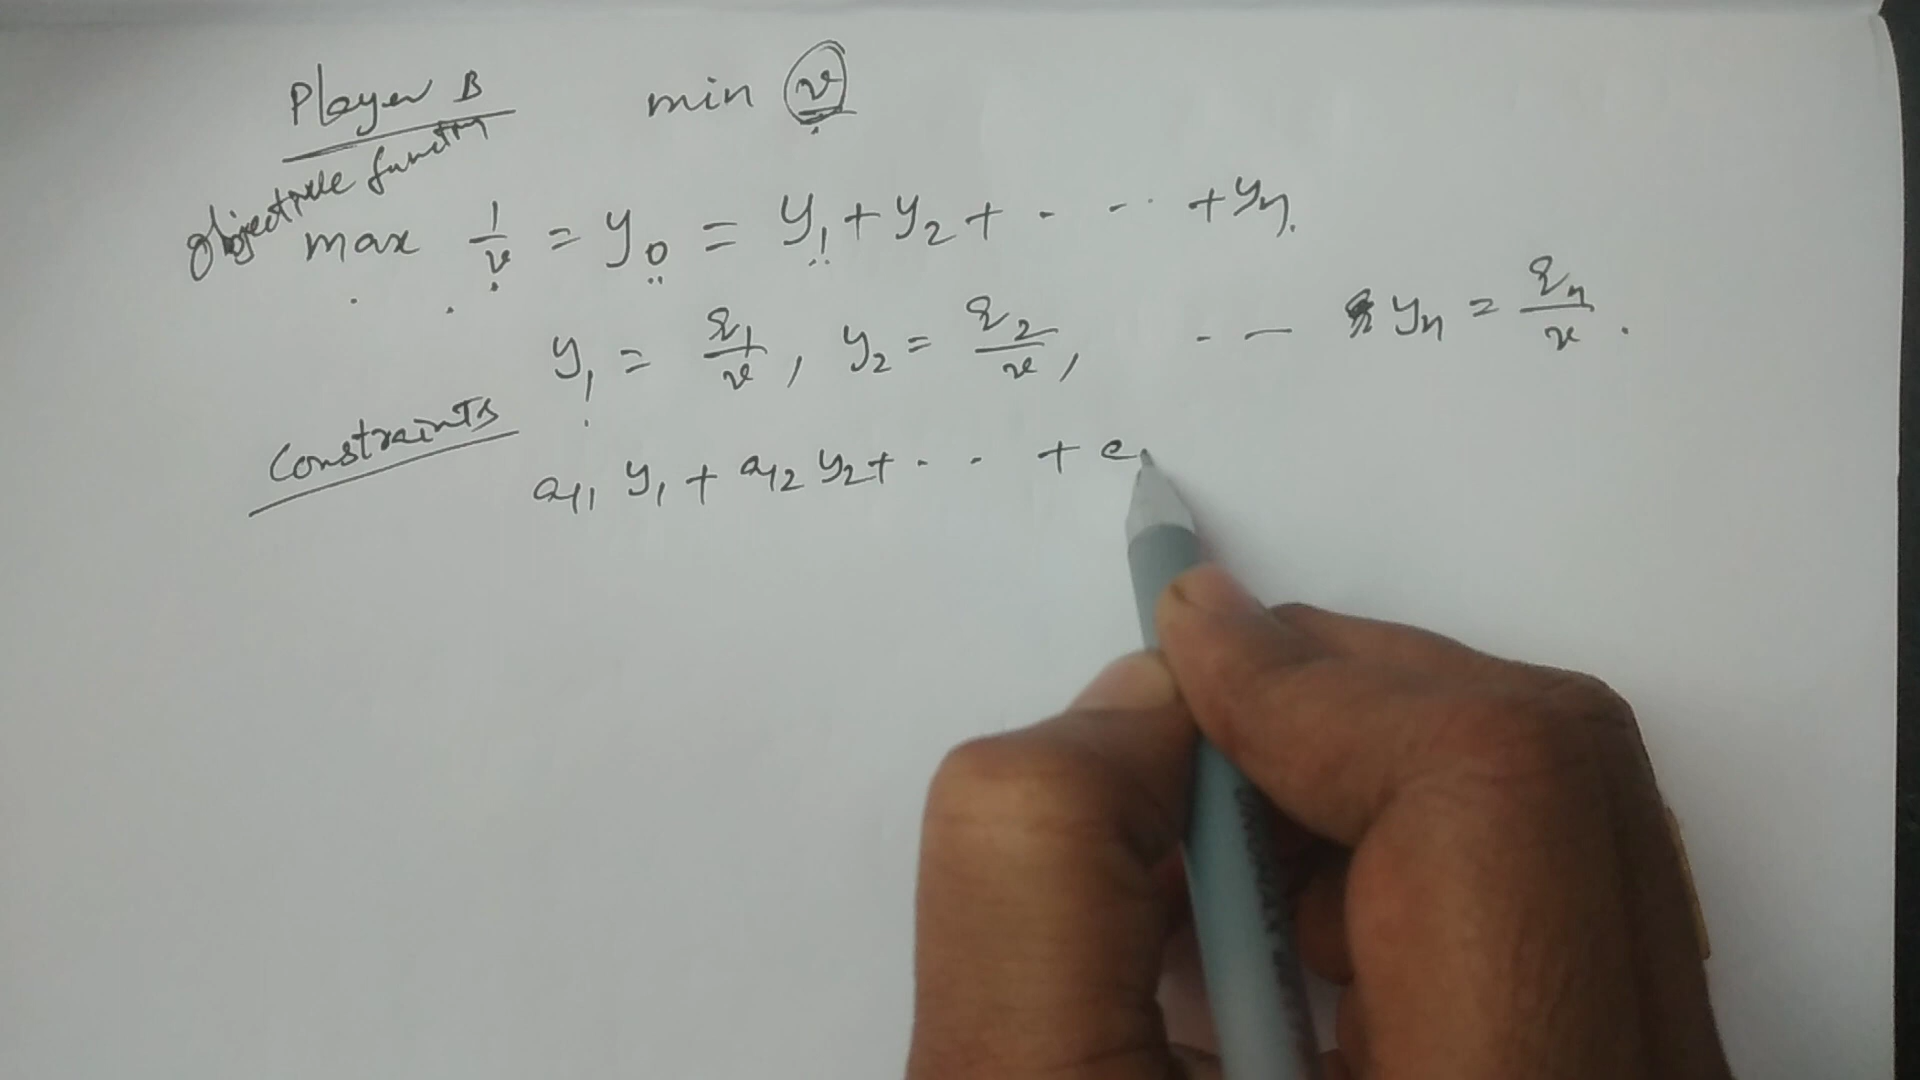 Player B min v
Objective function
max 1/v = y₀ = y₁ + y₂ + - - · + yₙ.
y₁ = q₁/v, y₂ = q₂/v, - - yₙ = qₙ/v.
Constraints
a₁₁ y₁ + a₁₂ y₂ + - - +